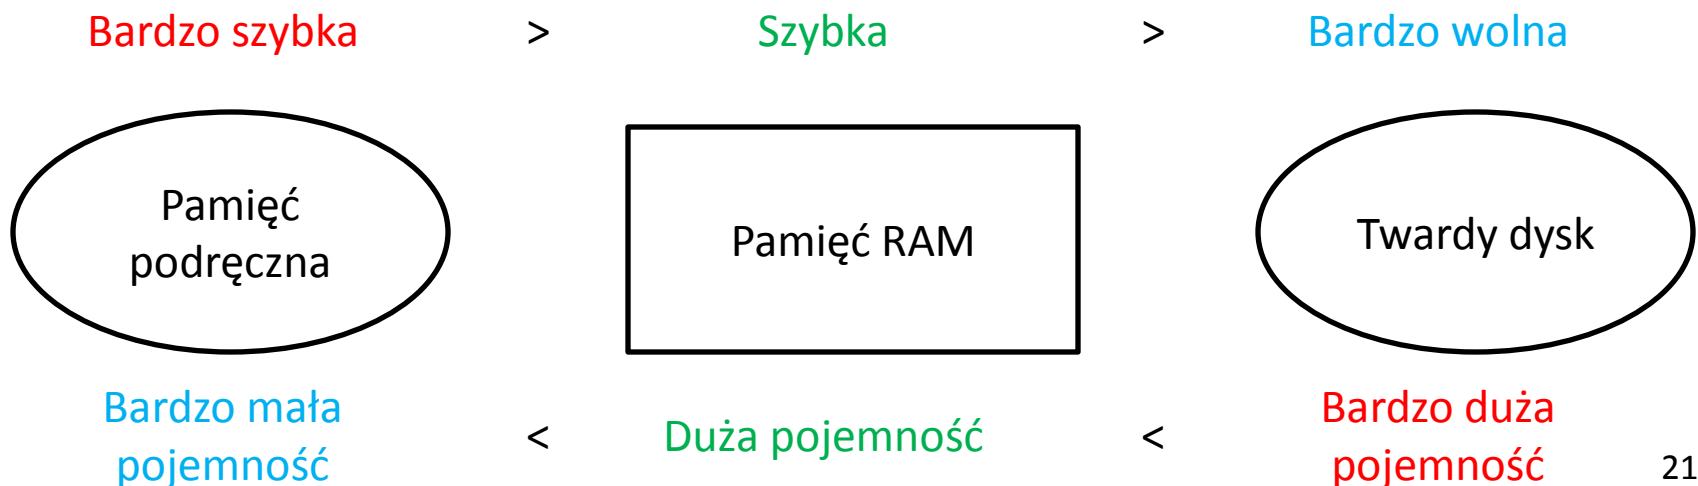 Bardzo szybka > Szybka > Bardzo wolna
Pamięć
podręczna
Pamięć RAM
Twardy dysk
Bardzo mała
pojemność
< Duża pojemność <
Bardzo duża
pojemność
21